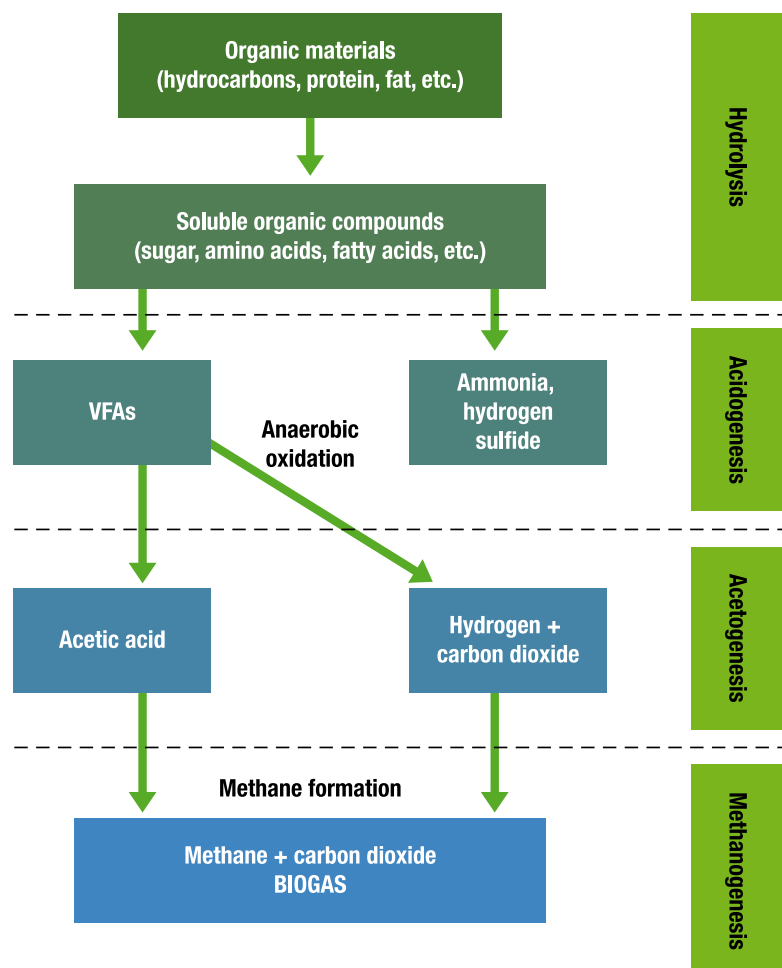 Organic materials
(hydrocarbons, protein, fat, etc.)
Hydrolysis
Soluble organic compounds
(sugar, amino acids, fatty acids, etc.)
VFAs
Anaerobic
oxidation
Ammonia,
hydrogen
sulfide
Acidogenesis
Acetic acid
Hydrogen +
carbon dioxide
Acetogenesis
Methane formation
Methane + carbon dioxide
BIOGAS
Methanogenesis